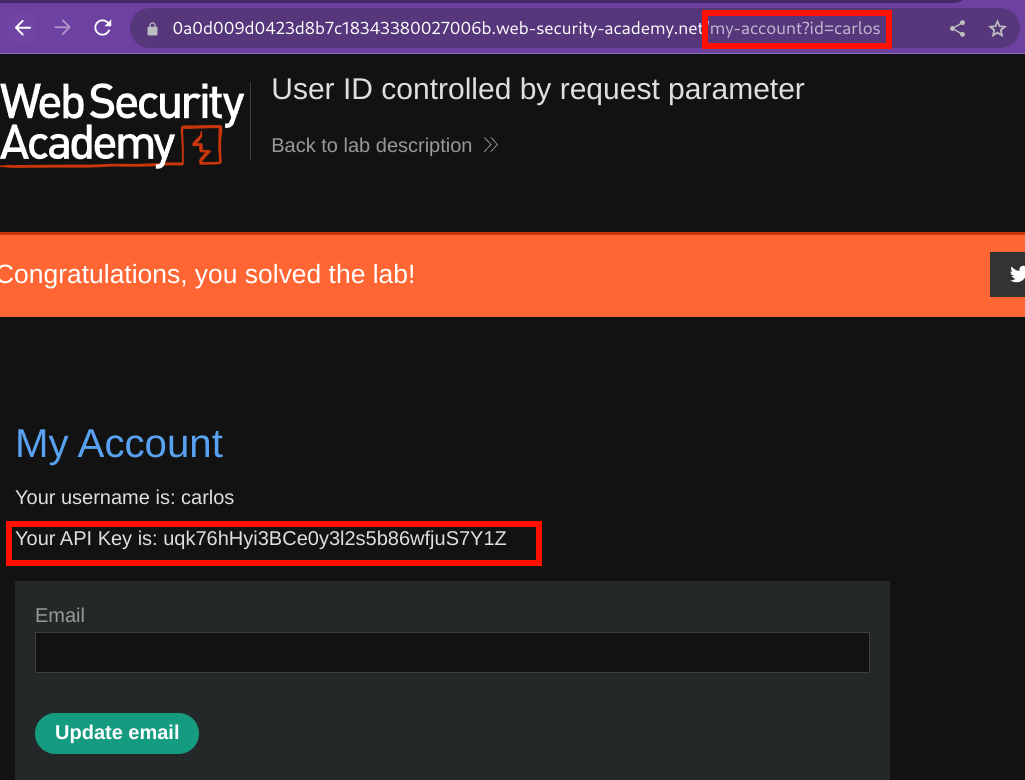 0a0d009d0423d8b7c18343380027006b.web-security-academy.net/my-account?id=carlos
WebSecurity
Academy
User ID controlled by request parameter
Back to lab description
Congratulations, you solved the lab!
My Account
Your username is: carlos
Your API Key is: uqk76hHyi3BCe0y3l2s5b86wfjuS7Y1Z
Email
Update email